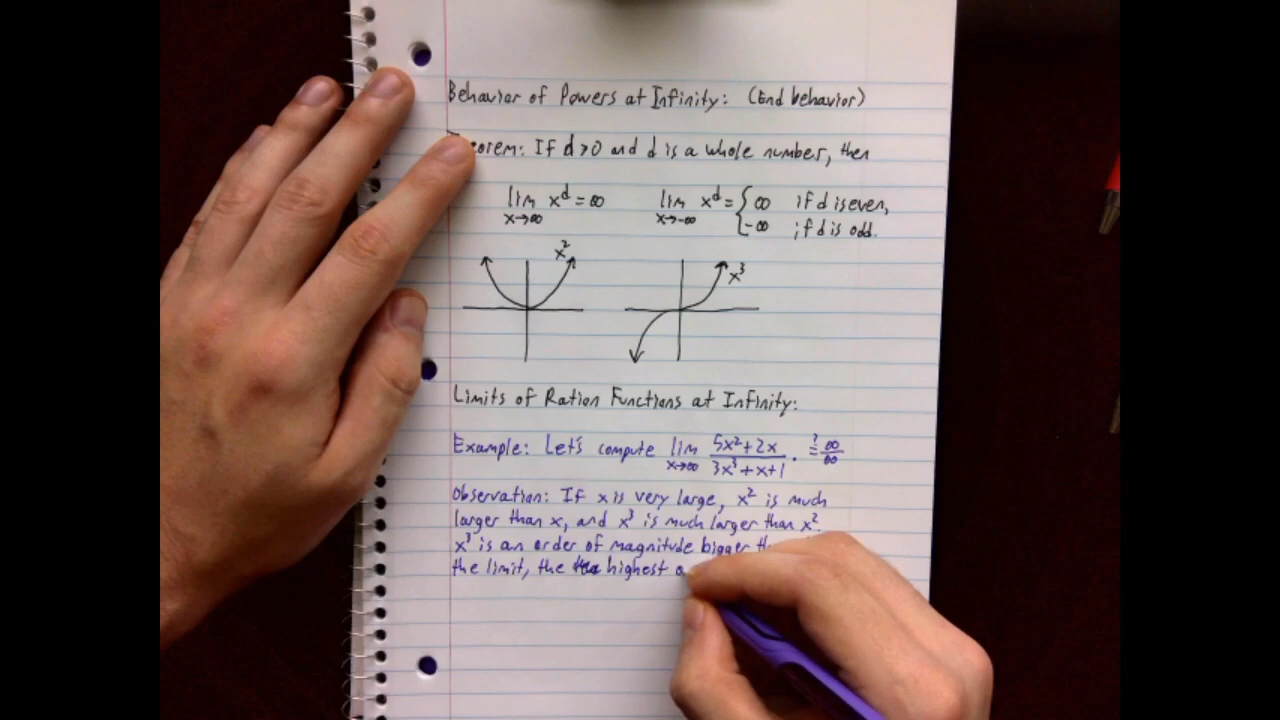 Behavior of Powers at Infinity: (End behavior)
orem: If d>0 and d is a whole number, then
lim x→∞ x^d = ∞ lim x→-∞ x^d = { ∞ if d is even,
-∞ if d is odd.
x²
x³
Limits of Ration Functions at Infinity:
Example: Let's compute lim x→∞ (5x²+2x)/(3x³+x+1). ?= ∞/∞
Observation: If x is very large, x² is much
larger than x, and x³ is much larger than x².
x³ is an order of magnitude bigger
the limit, the highest